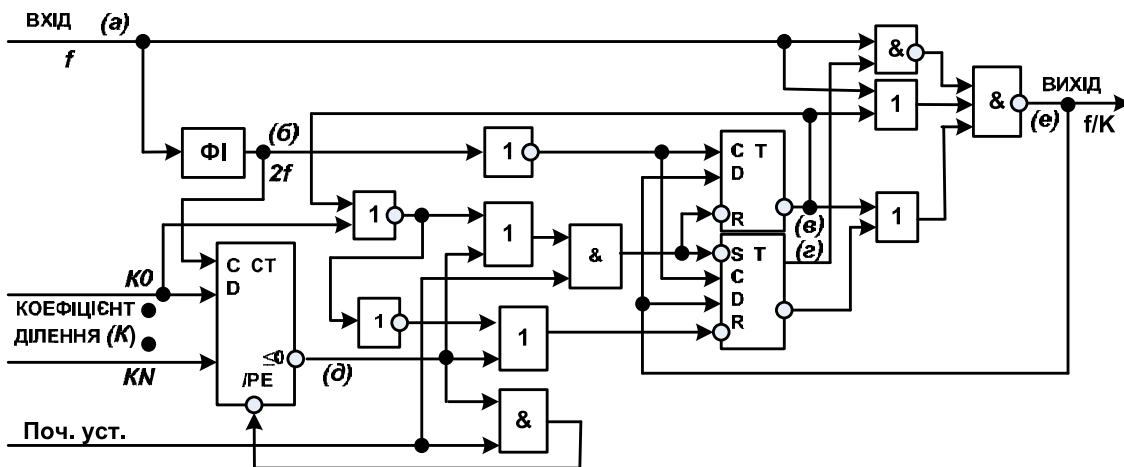 ВХІД (а)
f
&
ВИХІД
&
1
(е)
f/K
(б)
ФІ
2f
1
C T
D
R
1
1
1
(в)
(г)
&
S T
C
D
R
C CT
D
K0
КОЕФІЦІЄНТ
ДІЛЕННЯ (К)
1
1
≤0
(д)
/PE
KN
&
Поч. уст.